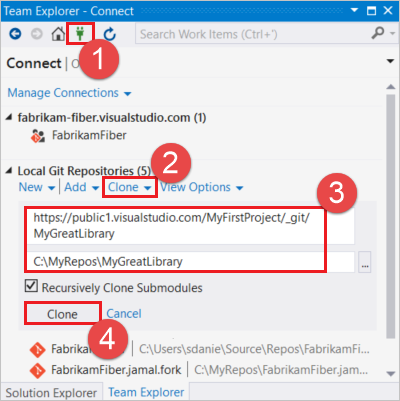 Team Explorer - Connect
Search Work Items (Ctrl+')
1
Connect | O
Manage Connections
fabrikam-fiber.visualstudio.com (1)
FabrikamFiber
2
Local Git Repositories (5)
New | Add | Clone | View Options
3
https://public1.visualstudio.com/MyFirstProject/_git/
MyGreatLibrary
C:\MyRepos\MyGreatLibrary ...
Recursively Clone Submodules
Clone Cancel
4
Fabrikam | C:\Users\sdanie\Source\Repos\FabrikamFi...
FabrikamFiber.jamal.fork | C:\MyRepos\FabrikamFiber.jam...
Solution Explorer Team Explorer